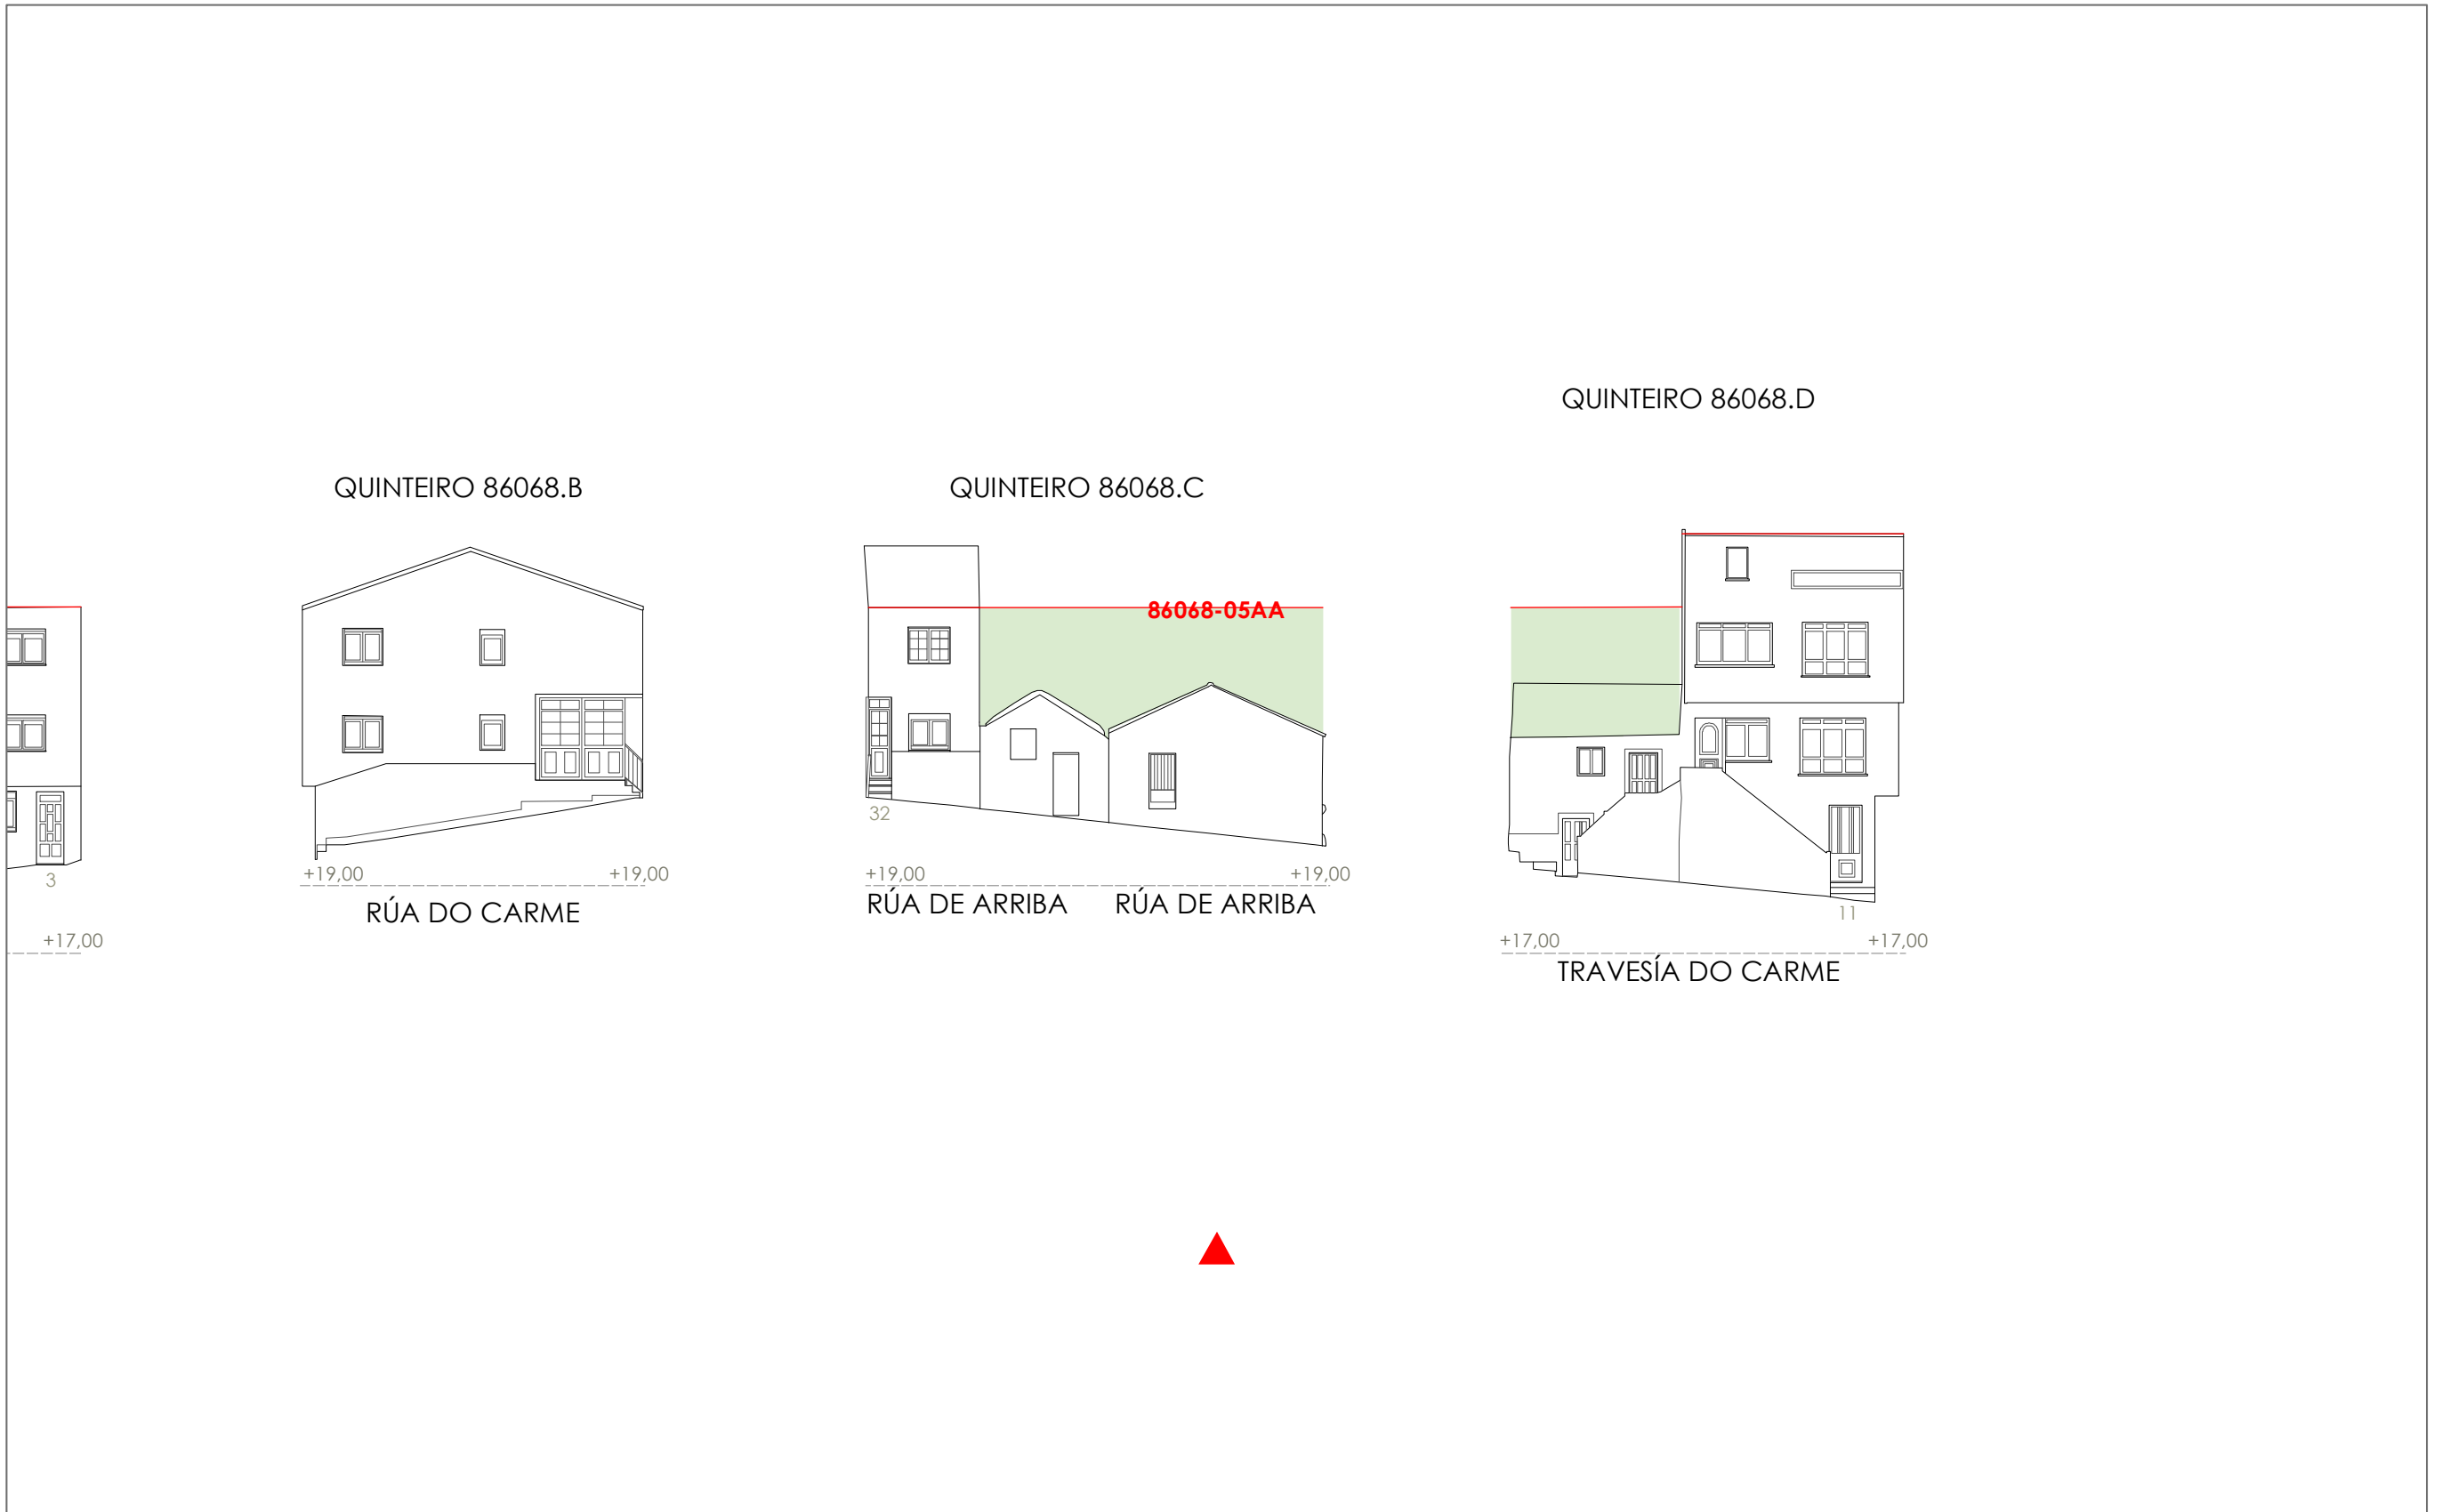 QUINTEIRO 86068.D
QUINTEIRO 86068.B
QUINTEIRO 86068.C
86068-05AA
32
3
+19,00
+19,00
+19,00
+19,00
RÚA DO CARME
RÚA DE ARRIBA
RÚA DE ARRIBA
11
+17,00
+17,00
+17,00
TRAVESÍA DO CARME